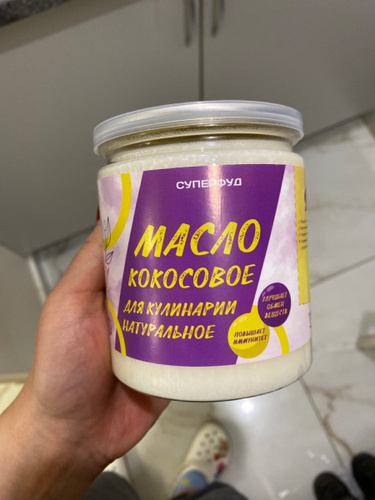 СУПЕРФУД
МАСЛО
КОКОСОВОЕ
ДЛЯ КУЛИНАРИИ
НАТУРАЛЬНОЕ
УЛУЧШАЕТ
ОБМЕН
ВЕЩЕСТВ
ПОВЫШАЕТ
ИММУНИТЕТ